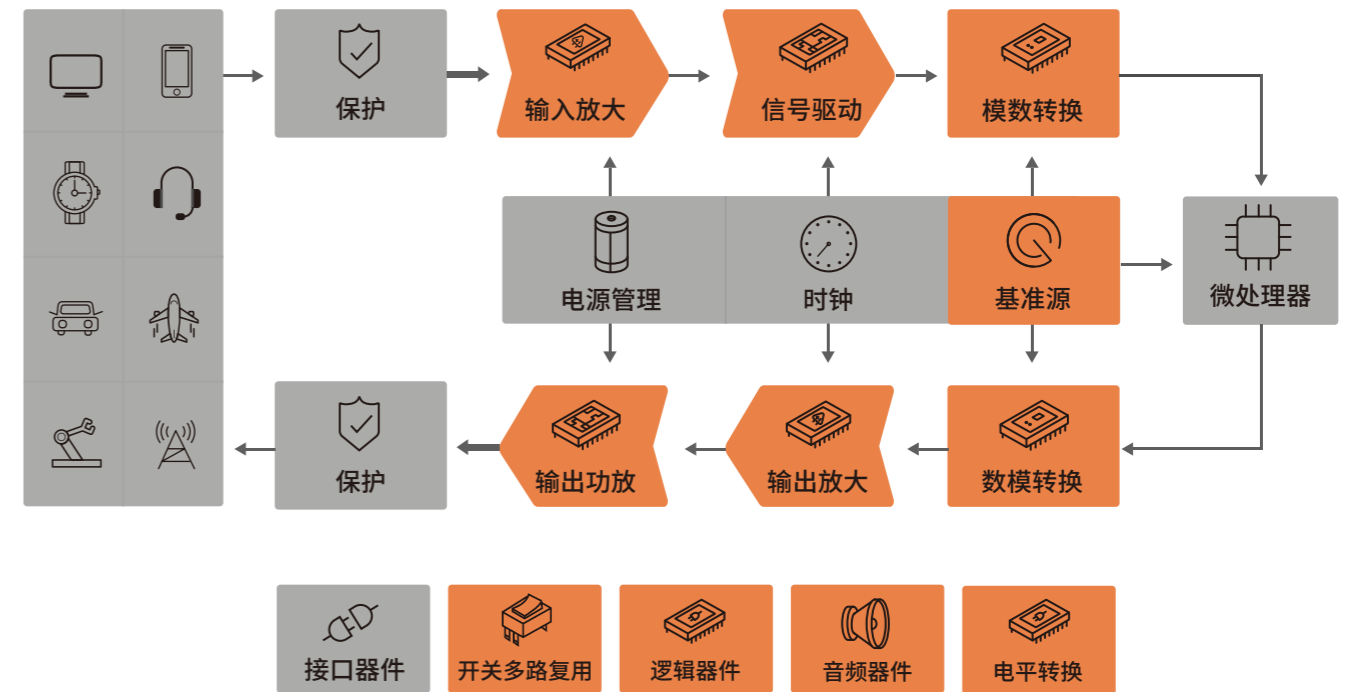 保护
输入放大
信号驱动
模数转换
电源管理
时钟
基准源
微处理器
保护
输出功放
输出放大
数模转换
接口器件
开关多路复用
逻辑器件
音频器件
电平转换